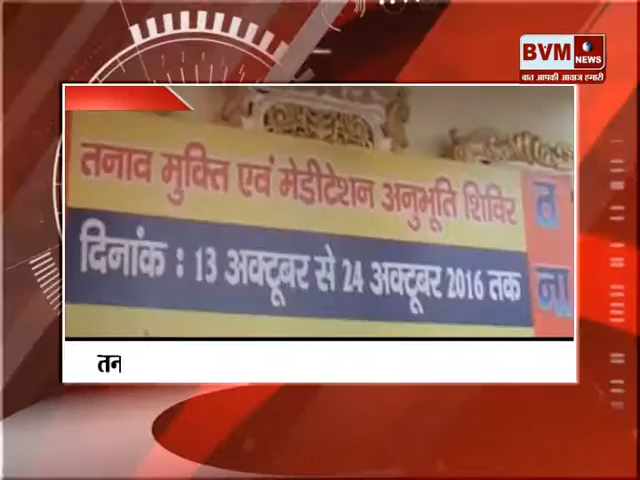 BVM NEWS
बात आपकी आवाज हमारी
तनाव मुक्ति एवं मेडीटेशन अनुभूति शिविर
दिनांक : 13 अक्टूबर से 24 अक्टूबर 2016 तक
त
ना
तन